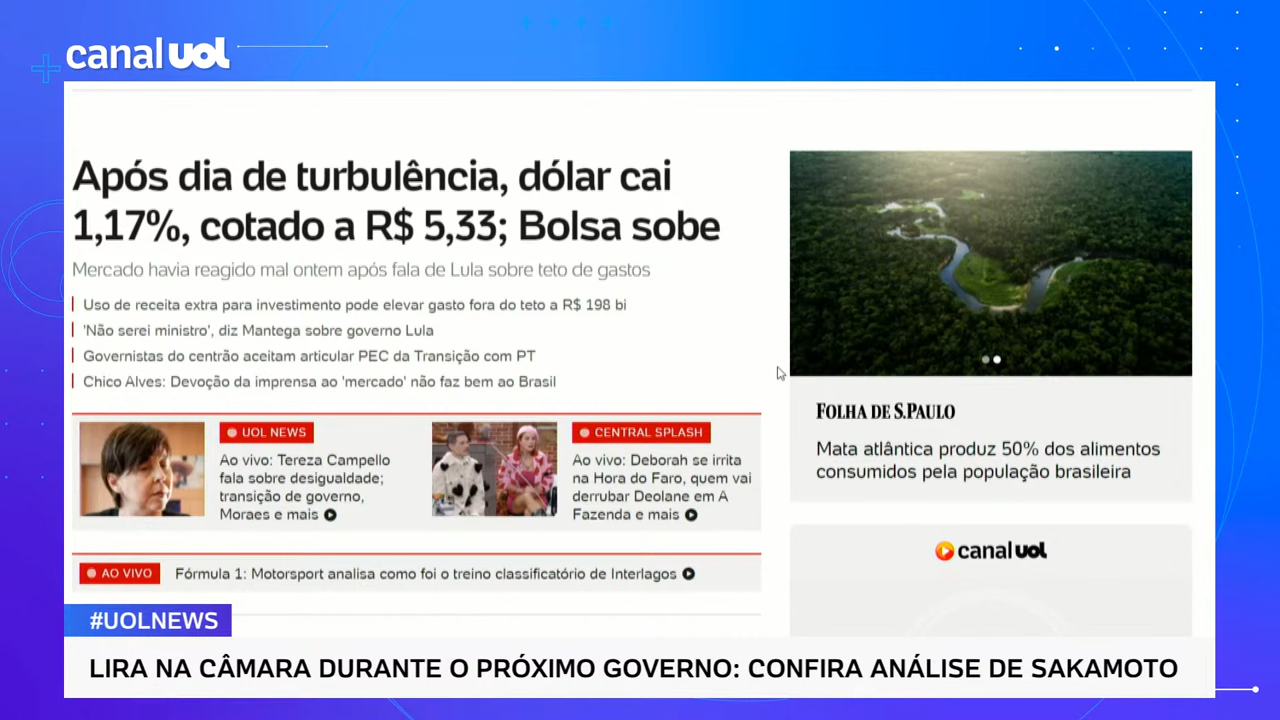 canal uol
Após dia de turbulência, dólar cai
1,17%, cotado a R$ 5,33; Bolsa sobe
Mercado havia reagido mal ontem após fala de Lula sobre teto de gastos
Uso de receita extra para investimento pode elevar gasto fora do teto a R$ 198 bi
'Não serei ministro', diz Mantega sobre governo Lula
Governistas do centrão aceitam articular PEC da Transição com PT
Chico Alves: Devoção da imprensa ao 'mercado' não faz bem ao Brasil
UOL NEWS
Ao vivo: Tereza Campello
fala sobre desigualdade;
transição de governo,
Moraes e mais
CENTRAL SPLASH
Ao vivo: Deborah se irrita
na Hora do Faro, quem vai
derrubar Deolane em A
Fazenda e mais
AO VIVO
Fórmula 1: Motorsport analisa como foi o treino classificatório de Interlagos
FOLHA DE S.PAULO
Mata atlântica produz 50% dos alimentos
consumidos pela população brasileira
canal uol
#UOLNEWS
LIRA NA CÂMARA DURANTE O PRÓXIMO GOVERNO: CONFIRA ANÁLISE DE SAKAMOTO